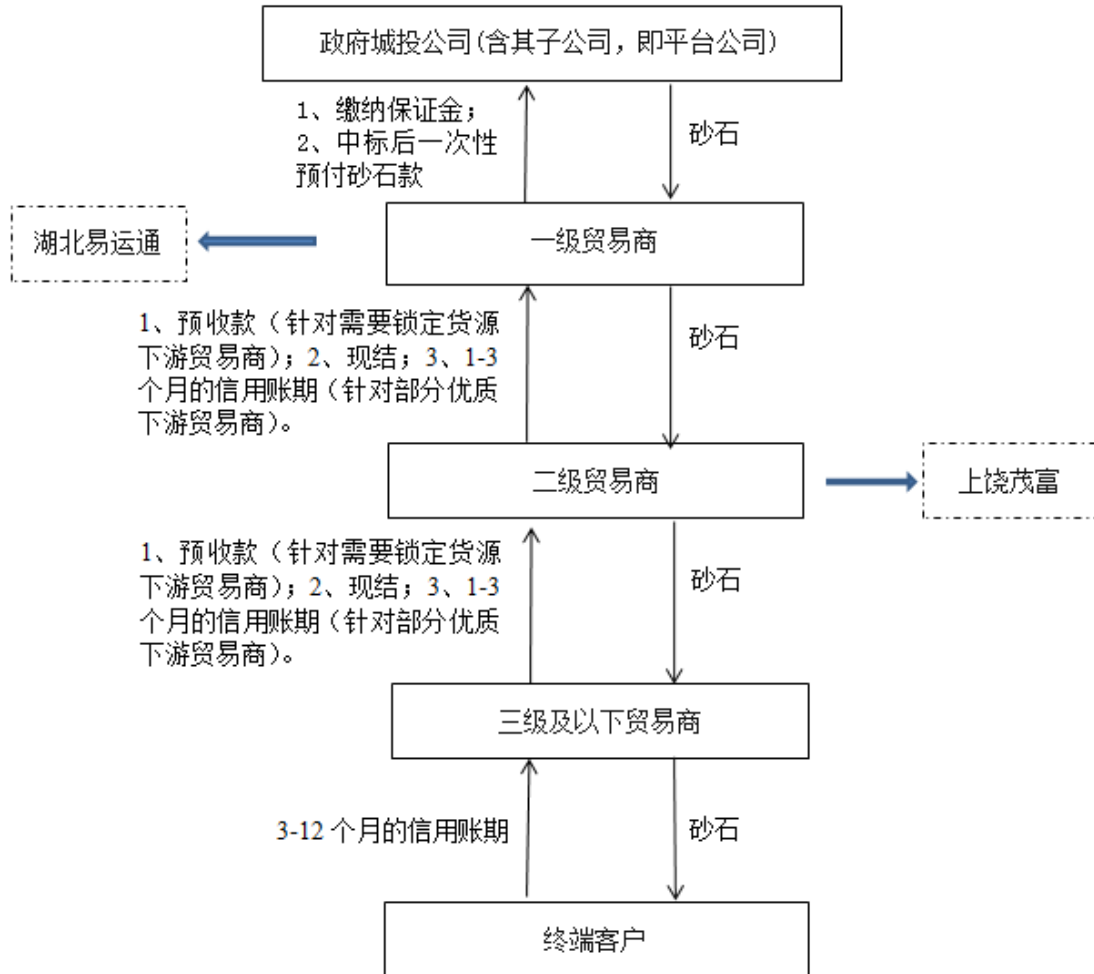 政府城投公司(含其子公司，即平台公司)
1、缴纳保证金；
2、中标后一次性
预付砂石款
砂石
湖北易运通
一级贸易商
1、预收款（针对需要锁定货源
下游贸易商）；2、现结；3、1-3
个月的信用账期（针对部分优质
下游贸易商）。
砂石
二级贸易商
上饶茂富
1、预收款（针对需要锁定货源
下游贸易商）；2、现结；3、1-3
个月的信用账期（针对部分优质
下游贸易商）。
砂石
三级及以下贸易商
3-12 个月的信用账期
砂石
终端客户